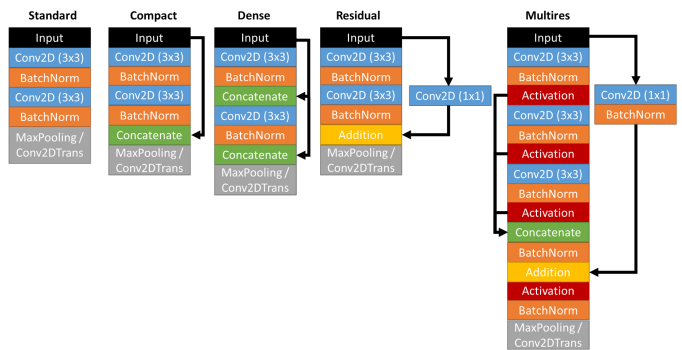 Standard
Input
Conv2D (3x3)
BatchNorm
Conv2D (3x3)
BatchNorm
MaxPooling /
Conv2DTrans
Compact
Input
Conv2D (3x3)
BatchNorm
Conv2D (3x3)
BatchNorm
Concatenate
MaxPooling /
Conv2DTrans
Dense
Input
Conv2D (3x3)
BatchNorm
Concatenate
Conv2D (3x3)
BatchNorm
Concatenate
MaxPooling /
Conv2DTrans
Residual
Input
Conv2D (3x3)
BatchNorm
Conv2D (3x3)
BatchNorm
Addition
MaxPooling /
Conv2DTrans
Conv2D (1x1)
Multires
Input
Conv2D (3x3)
BatchNorm
Activation
Conv2D (3x3)
BatchNorm
Activation
Conv2D (3x3)
BatchNorm
Activation
Concatenate
BatchNorm
Addition
Activation
BatchNorm
MaxPooling /
Conv2DTrans
Conv2D (1x1)
BatchNorm